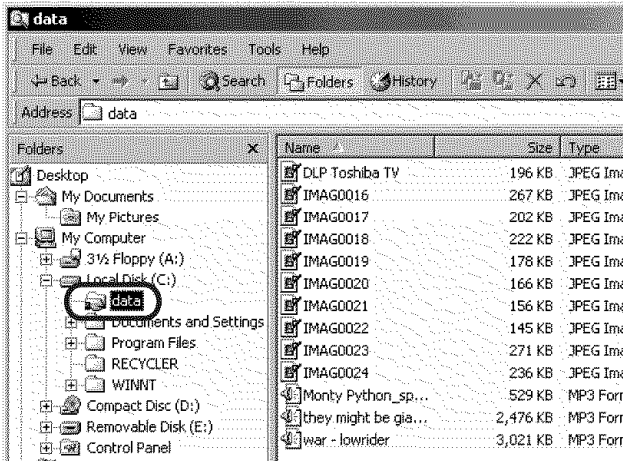 data
File Edit View Favorites Tools Help
Back Search Folders History
Address data
Folders x Name Size Type
Desktop
My Documents
My Pictures
My Computer
3½ Floppy (A:)
Local Disk (C:)
data
Documents and Settings
Program Files
RECYCLER
WINNT
Compact Disc (D:)
Removable Disk (E:)
Control Panel
DLP Toshiba TV 196 KB JPEG Ima
IMAG0016 267 KB JPEG Ima
IMAG0017 202 KB JPEG Ima
IMAG0018 222 KB JPEG Ima
IMAG0019 178 KB JPEG Ima
IMAG0020 166 KB JPEG Ima
IMAG0021 156 KB JPEG Ima
IMAG0022 145 KB JPEG Ima
IMAG0023 271 KB JPEG Ima
IMAG0024 236 KB JPEG Ima
Monty Python_sp... 529 KB MP3 Forr
they might be gia... 2,476 KB MP3 Forr
war - lowrider 3,021 KB MP3 Forr